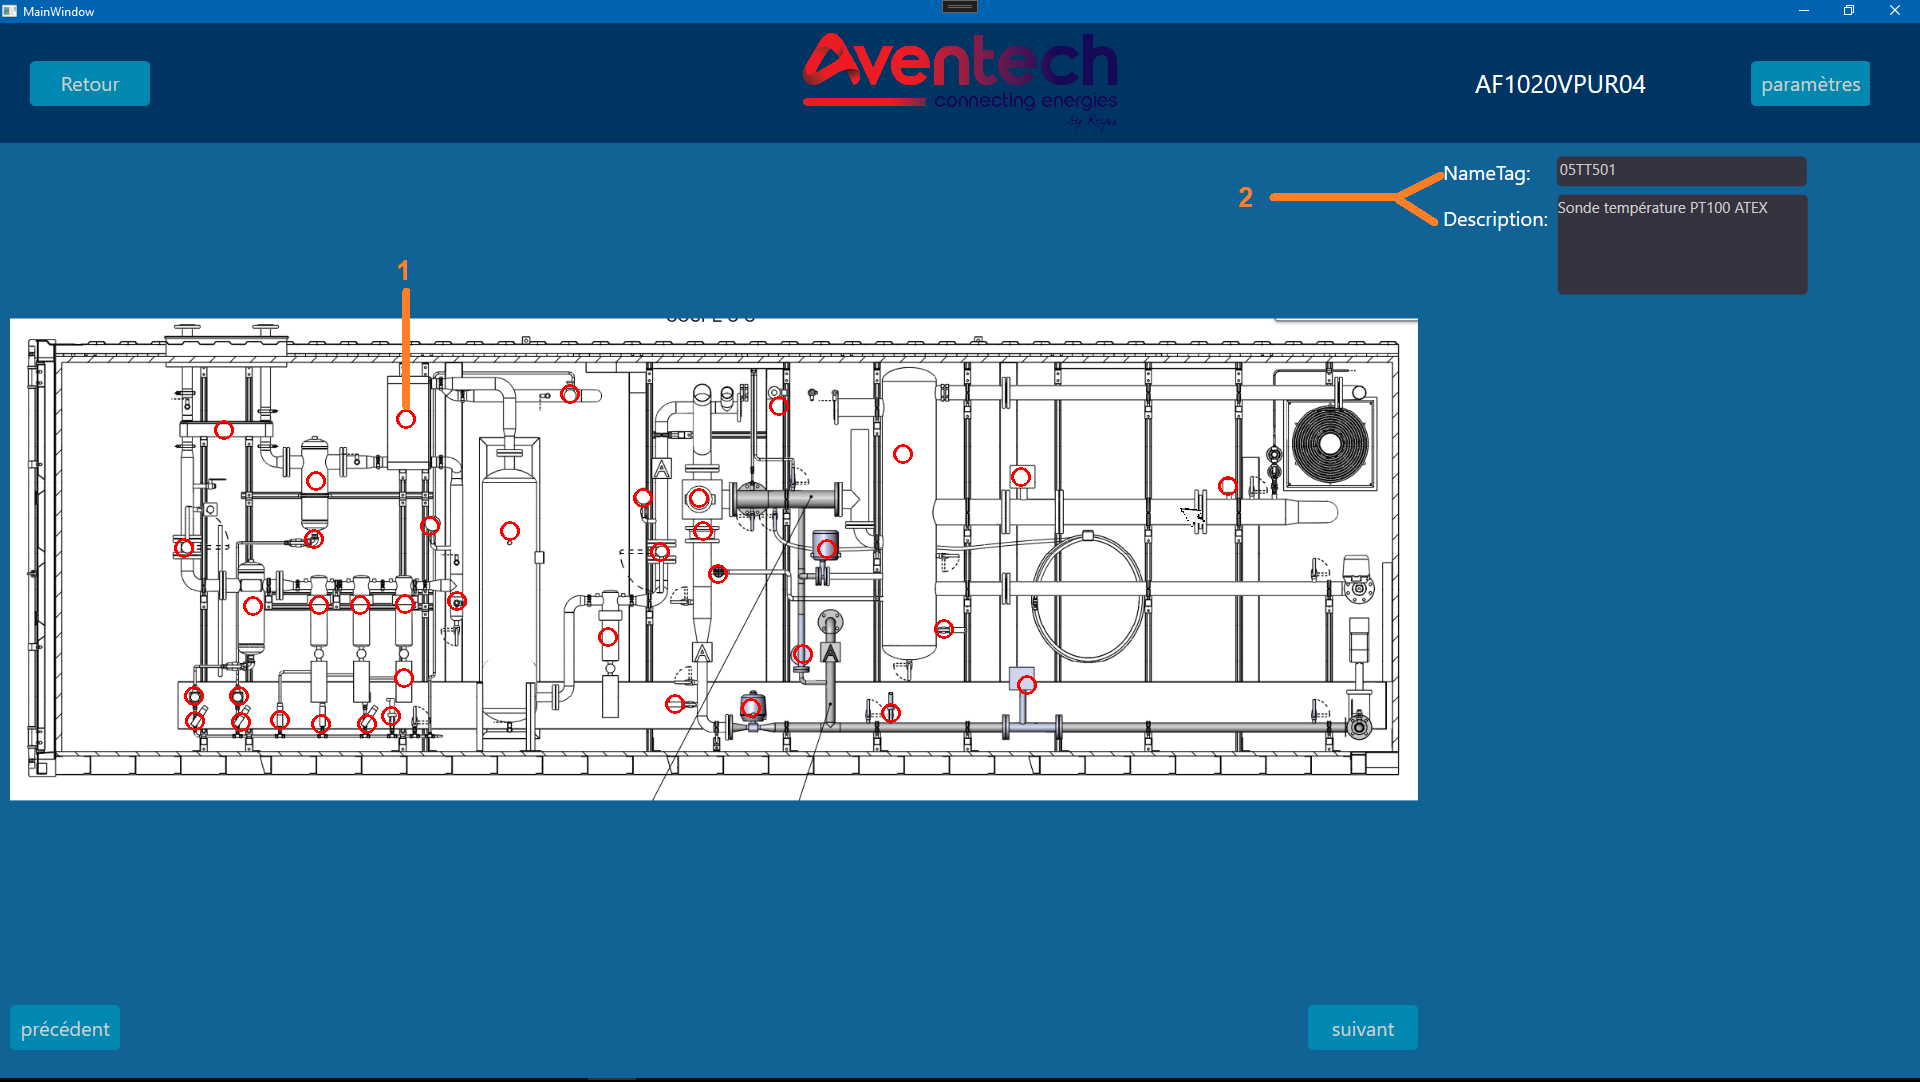 MainWindow
Retour
Aventech
connecting energies
by Reyes
AF1020VPUR04
paramètres
2
NameTag:
05TT501
Description:
Sonde température PT100 ATEX
1
A
A
A
précédent
suivant